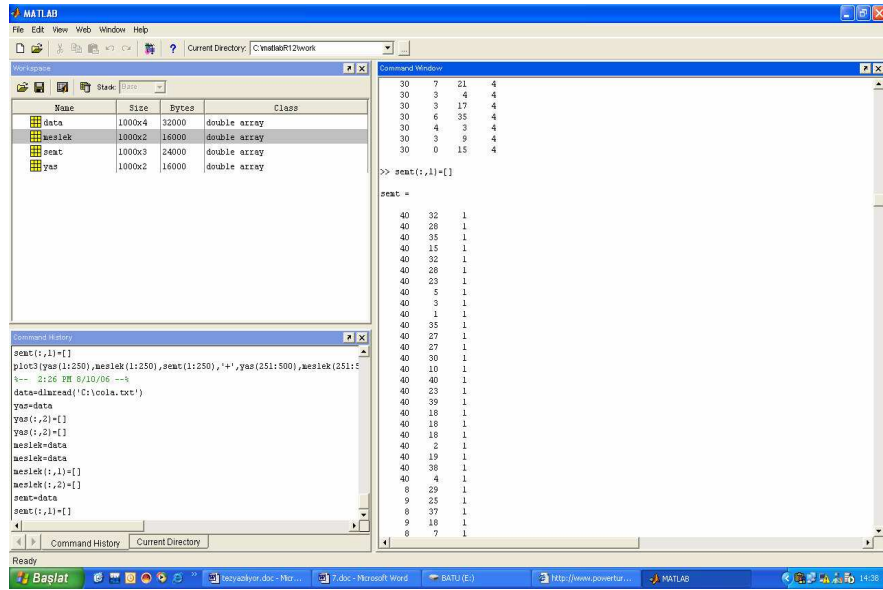 MATLAB
File Edit View Web Window Help
Current Directory: C:\matlabR12\work
Workspace
Stack: Base
Name Size Bytes Class
data 1000x4 32000 double array
meslek 1000x2 16000 double array
semt 1000x3 24000 double array
yas 1000x2 16000 double array
Command History
semt(:,1)=[]
plot3(yas(1:250),meslek(1:250),semt(1:250),'+',yas(251:500),meslek(251:5
%-- 2:26 PM 8/10/06 --%
data=dlmread('C:\cola.txt')
yas=data
yas(:,2)=[]
yas(:,2)=[]
meslek=data
meslek=data
meslek(:,1)=[]
meslek(:,2)=[]
semt=data
semt(:,1)=[]
Command History Current Directory
Command Window
30 7 21 4
30 3 4 4
30 3 17 4
30 6 35 4
30 4 3 4
30 3 9 4
30 0 15 4
>> semt(:,1)=[]
semt =
40 32 1
40 28 1
40 35 1
40 15 1
40 32 1
40 28 1
40 23 1
40 5 1
40 3 1
40 1 1
40 35 1
40 27 1
40 27 1
40 30 1
40 10 1
40 40 1
40 23 1
40 39 1
40 18 1
40 18 1
40 18 1
40 2 1
40 19 1
40 38 1
40 4 1
8 29 1
9 25 1
8 37 1
9 18 1
8 7 1
Ready
Başlat tezyazılıyor.doc - Micr... 7.doc - Microsoft Word BATU (E:) http://www.powertur... MATLAB 14:38